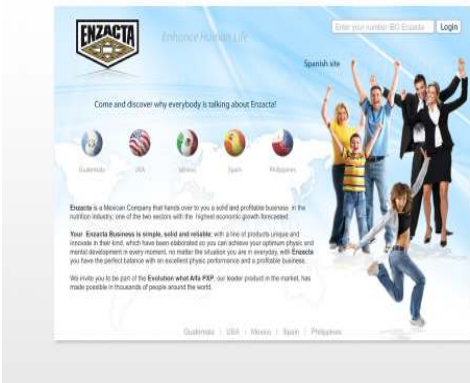 ENZACTA
Enhance Human Life
Enter your number IBO Enzacta
Login
Spanish site
Come and discover why everybody is talking about Enzacta!
Guatemala USA Mexico Spain Philippines
Enzacta is a Mexican Company that hands over to you a solid and profitable business in the
nutrition industry; one of the two sectors with the highest economic growth forecasted.
Your Enzacta Business is simple, solid and reliable; with a line of products unique and
innovate in their kind, which have been elaborated so you can achieve your optimum physic and
mental development in every moment, no matter the situation you are in everyday, with Enzacta
you have the perfect balance with an excellent physic performance and a profitable business.
We invite you to be part of the Evolution what Alfa PXP, our leader product in the market, has
made possible in thousands of people around the world.
Guatemala | USA | Mexico | Spain | Philippines